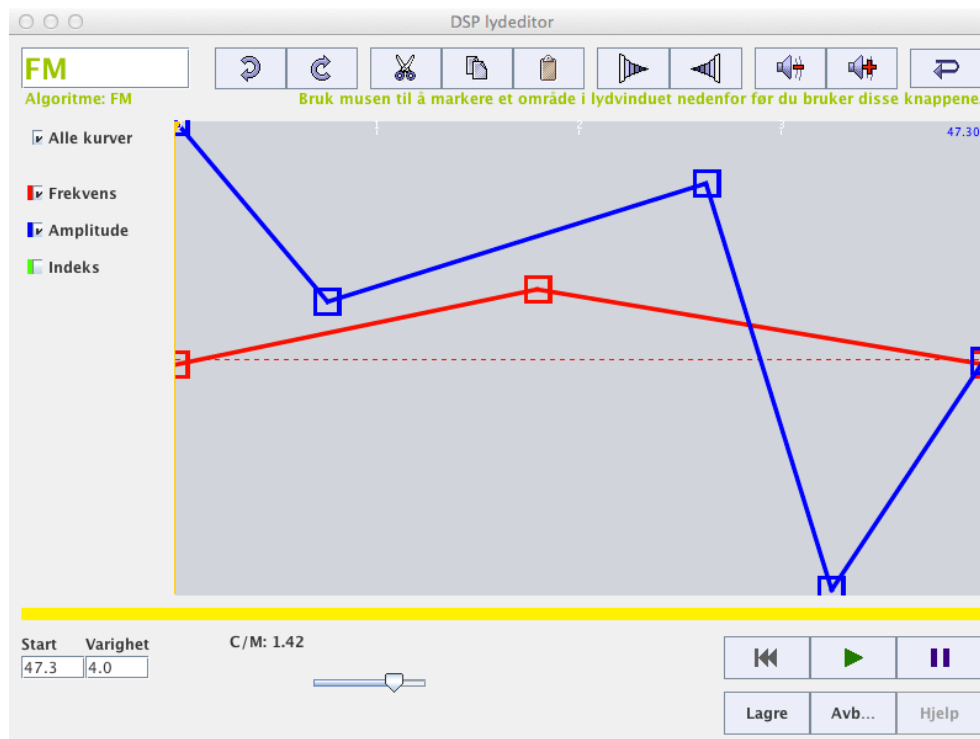 DSP lydeditor
FM
Algoritme: FM
Bruk musen til å markere et område i lydvinduet nedenfor før du bruker disse knappene
Alle kurver
1
2
3
47.30
Frekvens
Amplitude
Indeks
Start Varighet
C/M: 1.42
47.3 4.0
Lagre Avb... Hjelp